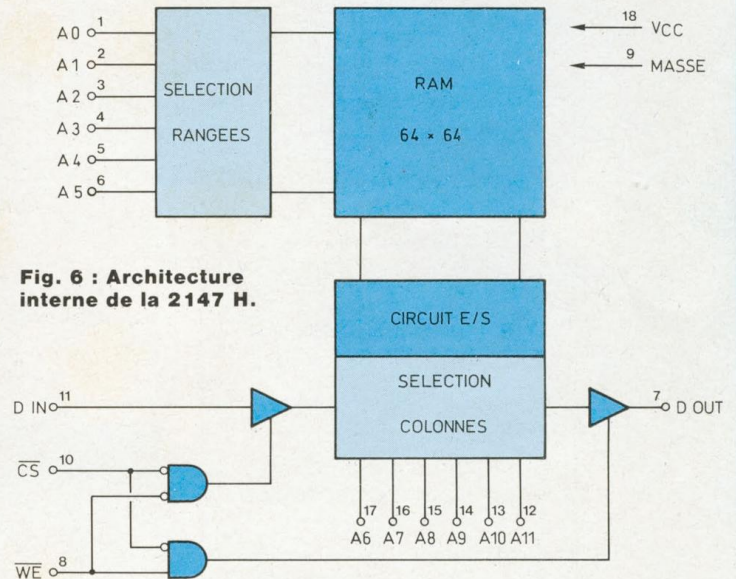 A0 1
A1 2
A2 3
A3 4
A4 5
A5 6
SELECTION
RANGEES
RAM
64 × 64
18 VCC
9 MASSE
Fig. 6 : Architecture
interne de la 2147 H.
CIRCUIT E/S
SELECTION
COLONNES
D IN 11
7 D OUT
CS 10
WE 8
17 16 15 14 13 12
A6 A7 A8 A9 A10 A11